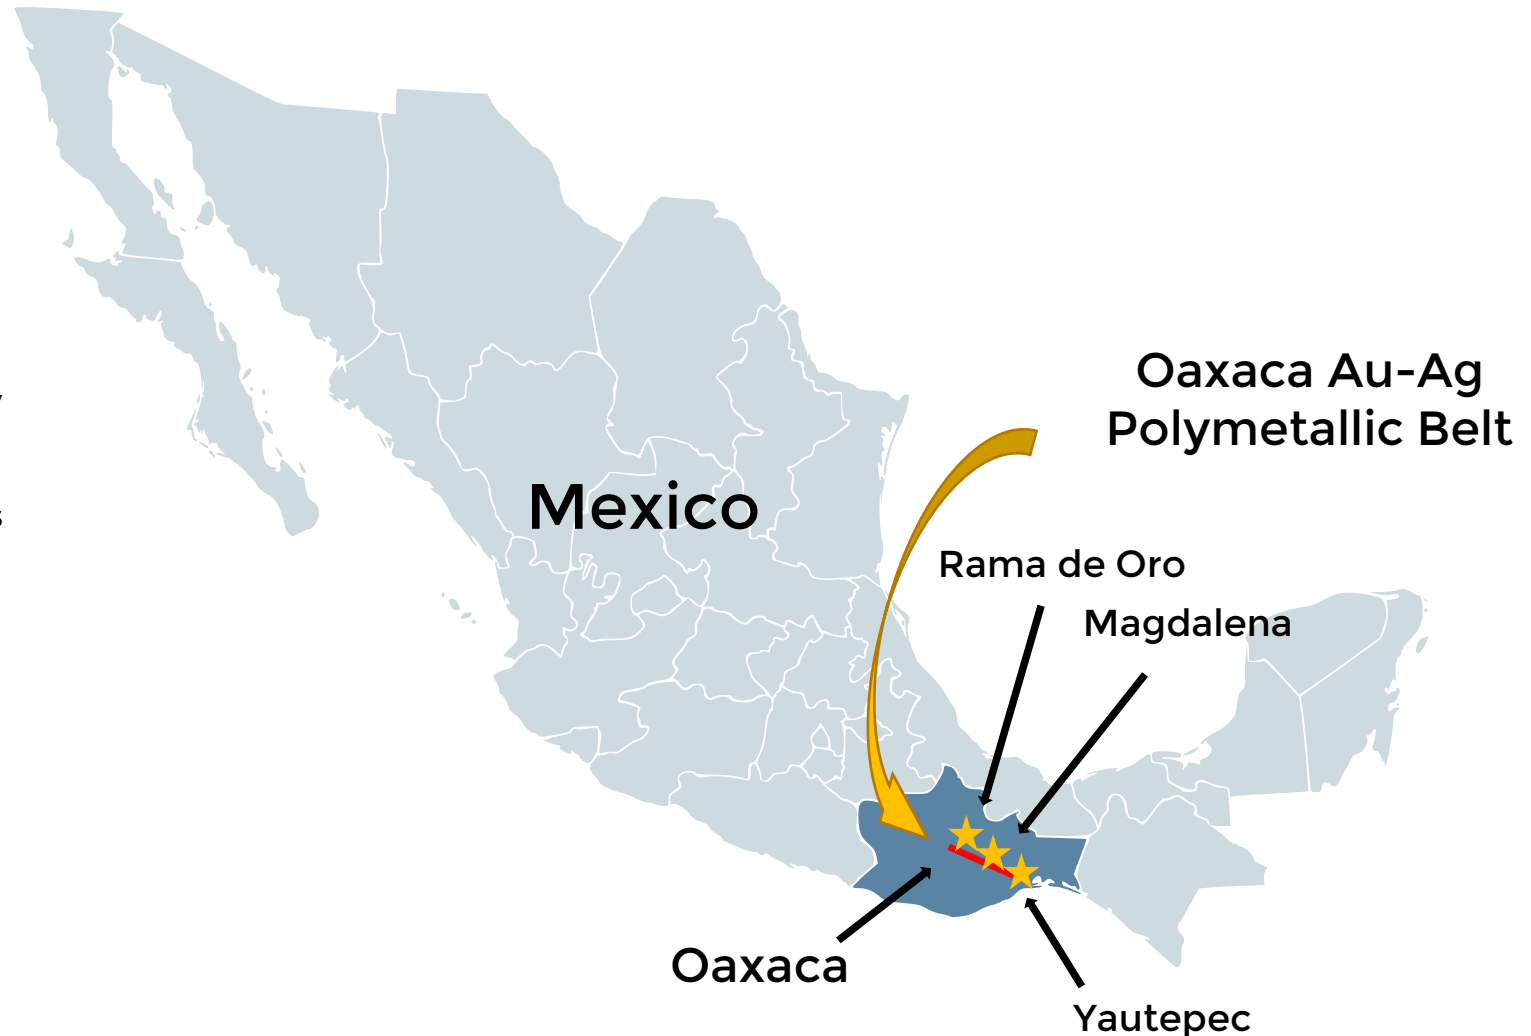 Oaxaca Au-Ag
Polymetallic Belt
Mexico
Rama de Oro
Magdalena
Oaxaca
Yautepec